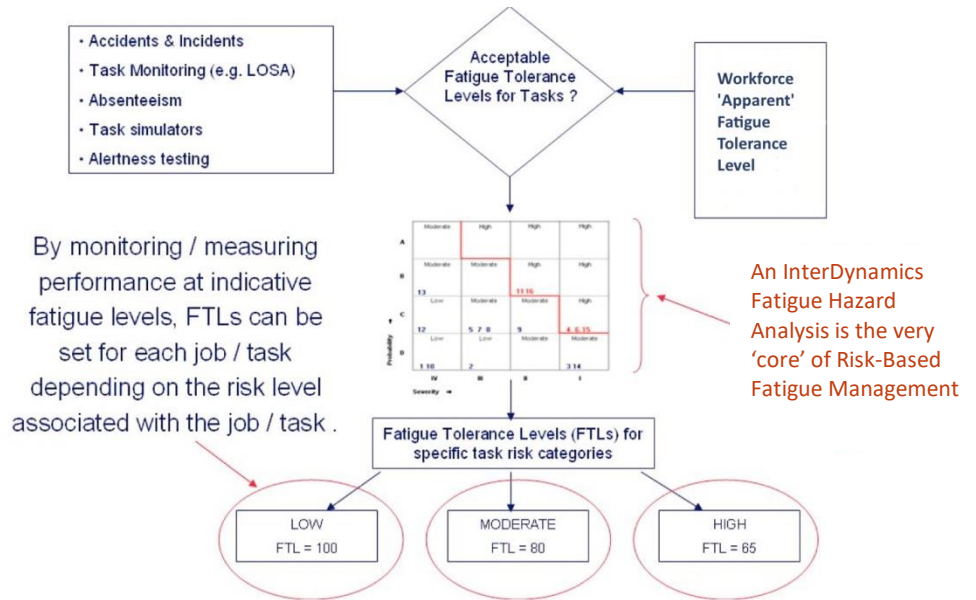 • Accidents & Incidents
• Task Monitoring (e.g. LOSA)
• Absenteeism
• Task simulators
• Alertness testing
Acceptable
Fatigue Tolerance
Levels for Tasks ?
Workforce
'Apparent'
Fatigue
Tolerance
Level
By monitoring / measuring
performance at indicative
fatigue levels, FTLs can be
set for each job / task
depending on the risk level
associated with the job / task .
Moderate High High High
A
Moderate Moderate High High
B
13 11 16
Low Moderate Moderate High
C
12 5 7 8 9 4 6 15
Low Low Moderate Moderate
D
1 10 2 3 14
Probability →
IV III II I
Severity →
An InterDynamics
Fatigue Hazard
Analysis is the very
‘core’ of Risk-Based
Fatigue Management
Fatigue Tolerance Levels (FTLs) for
specific task risk categories
LOW
FTL = 100
MODERATE
FTL = 80
HIGH
FTL = 65